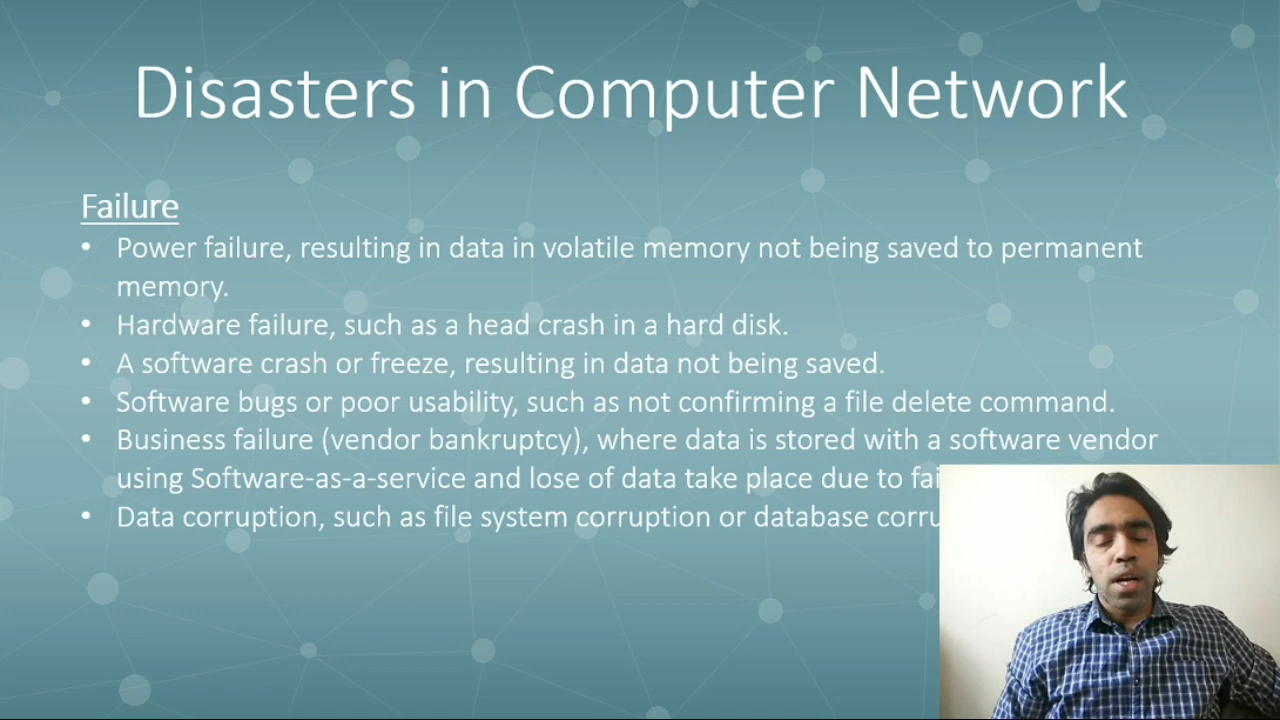 Disasters in Computer Network
Failure
• Power failure, resulting in data in volatile memory not being saved to permanent
memory.
• Hardware failure, such as a head crash in a hard disk.
• A software crash or freeze, resulting in data not being saved.
• Software bugs or poor usability, such as not confirming a file delete command.
• Business failure (vendor bankruptcy), where data is stored with a software vendor
using Software-as-a-service and lose of data take place due to
• Data corruption, such as file system corruption or database